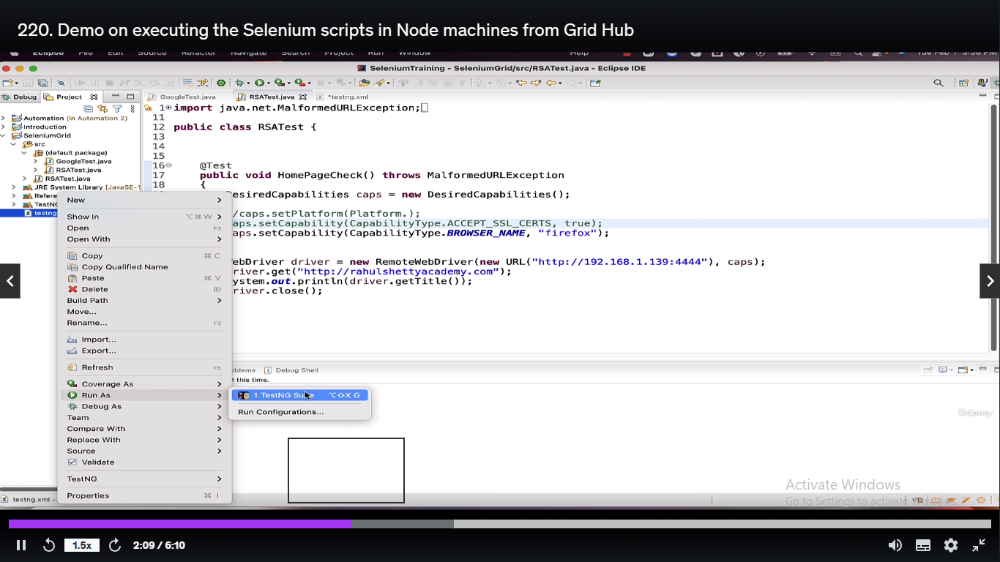 220. Demo on executing the Selenium scripts in Node machines from Grid Hub
Eclipse File Edit Source Refactor Navigate Search Project Run Window Help Tue Feb 1 3:38 PM
SeleniumTraining - SeleniumGrid/src/RSATest.java - Eclipse IDE
Debug Project GoogleTest.java RSATest.java *testng.xml
Automation (in Automation 2)
Introduction
SeleniumGrid
src
(default package)
GoogleTest.java
RSATest.java
RSATest.java
JRE System Library [JavaSE-1
Refere
TestNG
testng
1 import java.net.MalformedURLException;
11
12 public class RSATest {
13
14
15
16 @Test
17 public void HomePageCheck() throws MalformedURLException
18 {
esiredCapabilities caps = new DesiredCapabilities();
/caps.setPlatform(Platform.);
aps.setCapability(CapabilityType.ACCEPT_SSL_CERTS, true);
aps.setCapability(CapabilityType.BROWSER_NAME, "firefox");
ebDriver driver = new RemoteWebDriver(new URL("http://192.168.1.139:4444"), caps);
river.get("http://rahulshettyacademy.com");
ystem.out.println(driver.getTitle());
river.close();
New
Show In ⌥⌘W
Open F3
Open With
Copy ⌘C
Copy Qualified Name
Paste ⌘V
Delete ⌦
Build Path
Move...
Rename... F2
Import...
Export...
Refresh F5
Coverage As
Run As
Debug As
Team
Compare With
Replace With
Source
Validate
TestNG
Properties ⌘I
1 TestNG Suite ⌥⇧X G
Run Configurations...
oblems Debug Shell
t this time.
ûdemy
Activate Windows
Go to Settings to activate Windows.
testng.xml -
1.5x 2:09 / 6:10